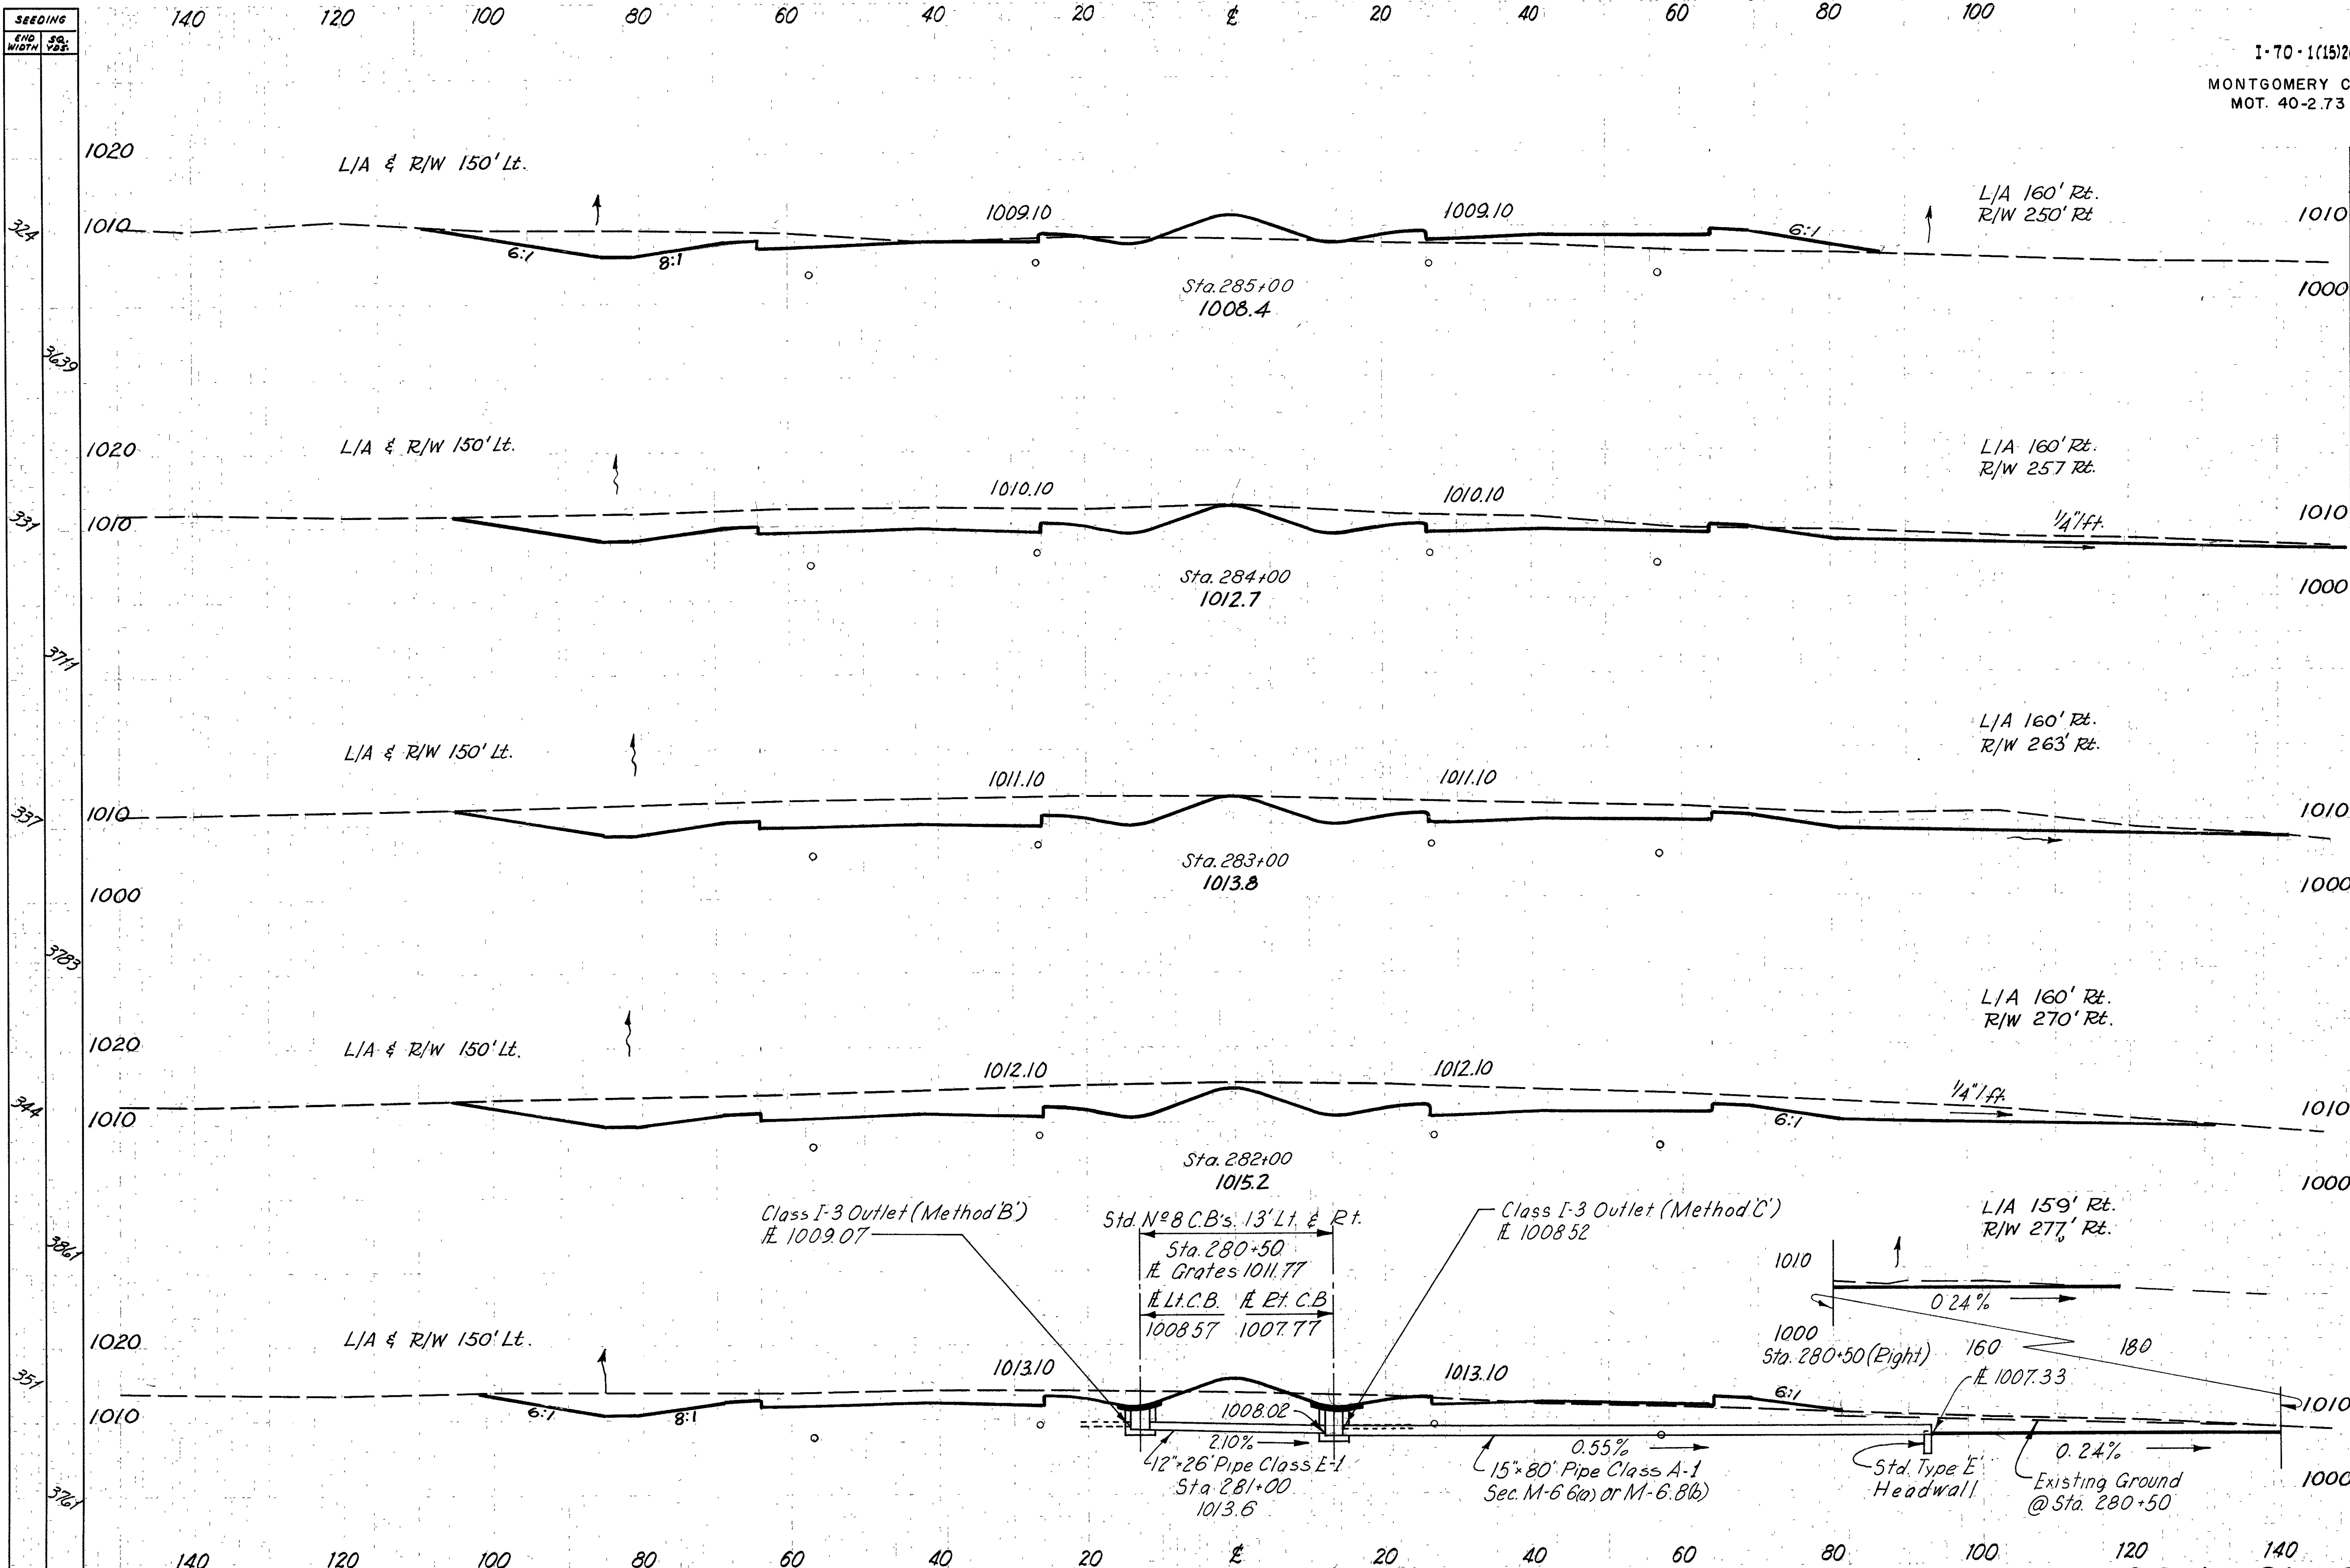 SEEDING
END WIDTH
SQ. YDS.
140 120 100 80 60 40 20 ℄ 20 40 60 80 100
MONTGOMERY
MOT. 40-2.73
1020
L/A & R/W 150' Lt.
L/A 160' Rt.
R/W 250' Rt
324
1010
1009.10
1009.10
1010
6:1
8:1
6:1
Sta. 285+00
1008.4
1000
3639
1020
L/A & R/W 150' Lt.
L/A 160' Rt.
R/W 257 Rt.
331
1010
1010.10
1010.10
1/4"/ft.
1010
Sta. 284+00
1012.7
1000
3711
L/A & R/W 150' Lt.
L/A 160' Rt.
R/W 263' Rt.
337
1010
1011.10
1011.10
1010
Sta. 283+00
1013.8
1000
1000
3783
1020
L/A & R/W 150' Lt.
L/A 160' Rt.
R/W 270' Rt.
344
1010
1012.10
1012.10
1/4"/ft.
1010
6:1
Sta. 282+00
1015.2
1000
3861
Class I-3 Outlet (Method 'B')
℄ 1009.07
Std. Nº 8 C.B's. 13' Lt. & Rt.
Sta. 280+50
Grates 1011.77
Lt. C.B. Rt. C.B
1008.57 1007.77
Class I-3 Outlet (Method 'C')
1008.52
L/A 159' Rt.
R/W 277' Rt.
1010
0.24%
1000
Sta. 280+50 (Right)
160 180
1007.33
1020
L/A & R/W 150' Lt.
351
1010
1013.10
1013.10
1010
6:1
8:1
6:1
1008.02
2.10%
0.55%
0.24%
12"x26' Pipe Class E-1
Sta. 281+00
1013.6
15"x80' Pipe Class A-1
Sec. M-6.6(a) or M-6.8(b)
Std. Type 'E'
Headwall
Existing Ground
@ Sta. 280+50
1000
3761
140 120 100 80 60 40 20 ℄ 20 40 60 80 100 120 140